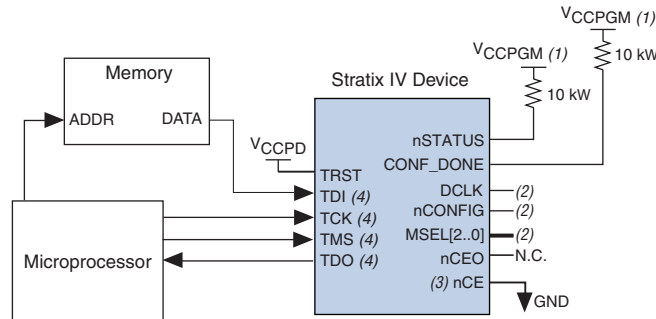 VCCPGM (1)
VCCPGM (1)
10 kW
10 kW
Memory
ADDR DATA
Stratix IV Device
VCCPD
nSTATUS
CONF_DONE
TRST
TDI (4)
TCK (4)
TMS (4)
TDO (4)
DCLK (2)
nCONFIG (2)
MSEL[2..0] (2)
nCEO N.C.
(3) nCE
GND
Microprocessor